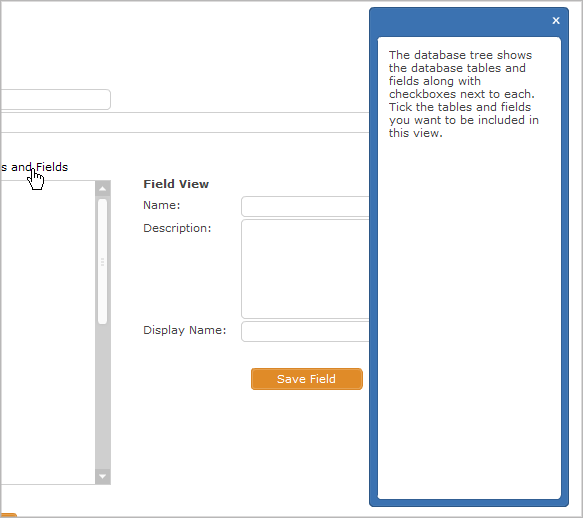 x
The database tree shows
the database tables and
fields along with
checkboxes next to each.
Tick the tables and fields
you want to be included in
this view.
s and Fields
Field View
Name:
Description:
Display Name:
Save Field